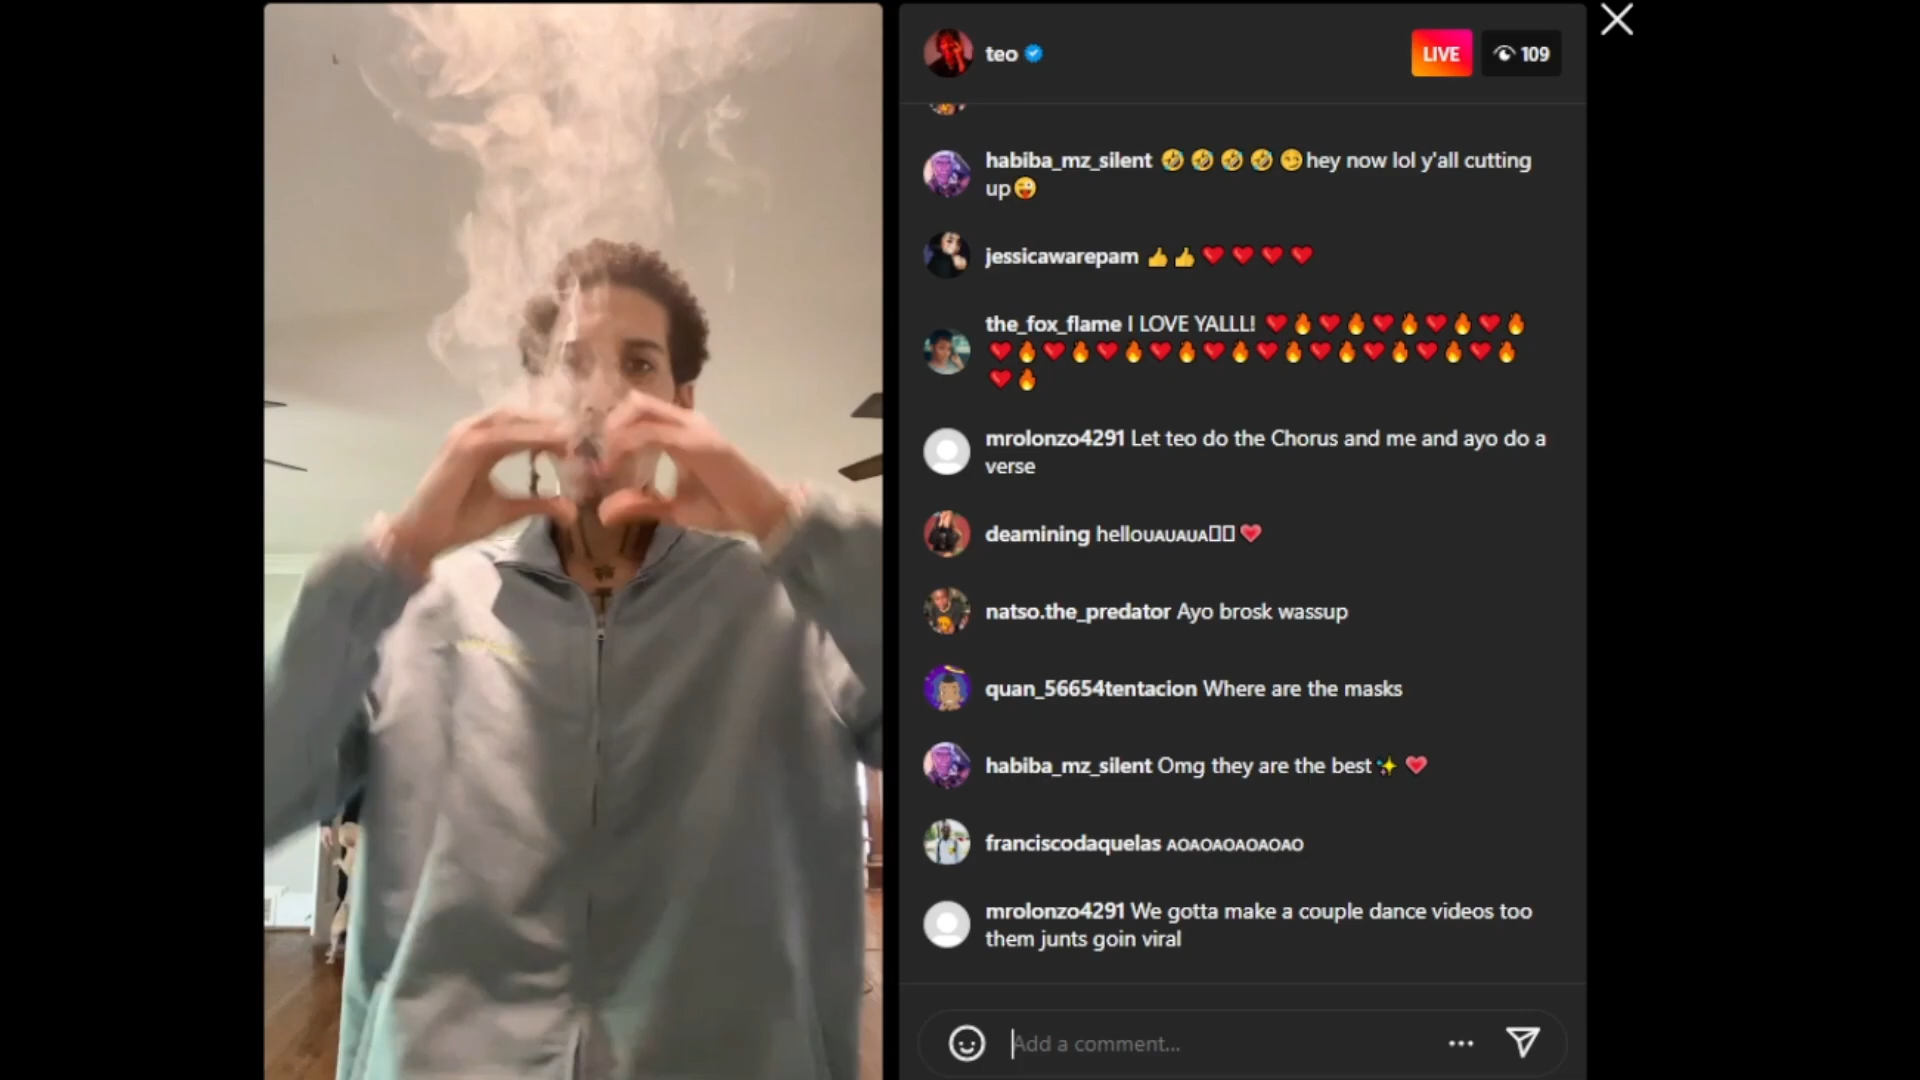 teo
LIVE
109
habiba_mz_silent 🤣🤣🤣🤣😏hey now lol y'all cutting
up😜
jessicawarepam 👍👍❤️❤️❤️❤️
the_fox_flame I LOVE YALLL! ❤️🔥❤️🔥❤️🔥❤️🔥❤️🔥
❤️🔥❤️🔥❤️🔥❤️🔥❤️🔥❤️🔥❤️🔥❤️🔥❤️🔥❤️🔥
❤️🔥
mrolonzo4291 Let teo do the Chorus and me and ayo do a
verse
deamining helloᴜᴀᴜᴀᴜᴀ▯▯❤️
natso.the_predator Ayo brosk wassup
quan_56654tentacion Where are the masks
habiba_mz_silent Omg they are the best✨❤️
franciscodaquelas ᴀᴏᴀᴏᴀᴏᴀᴏᴀᴏᴀᴏ
mrolonzo4291 We gotta make a couple dance videos too
them junts goin viral
Add a comment...